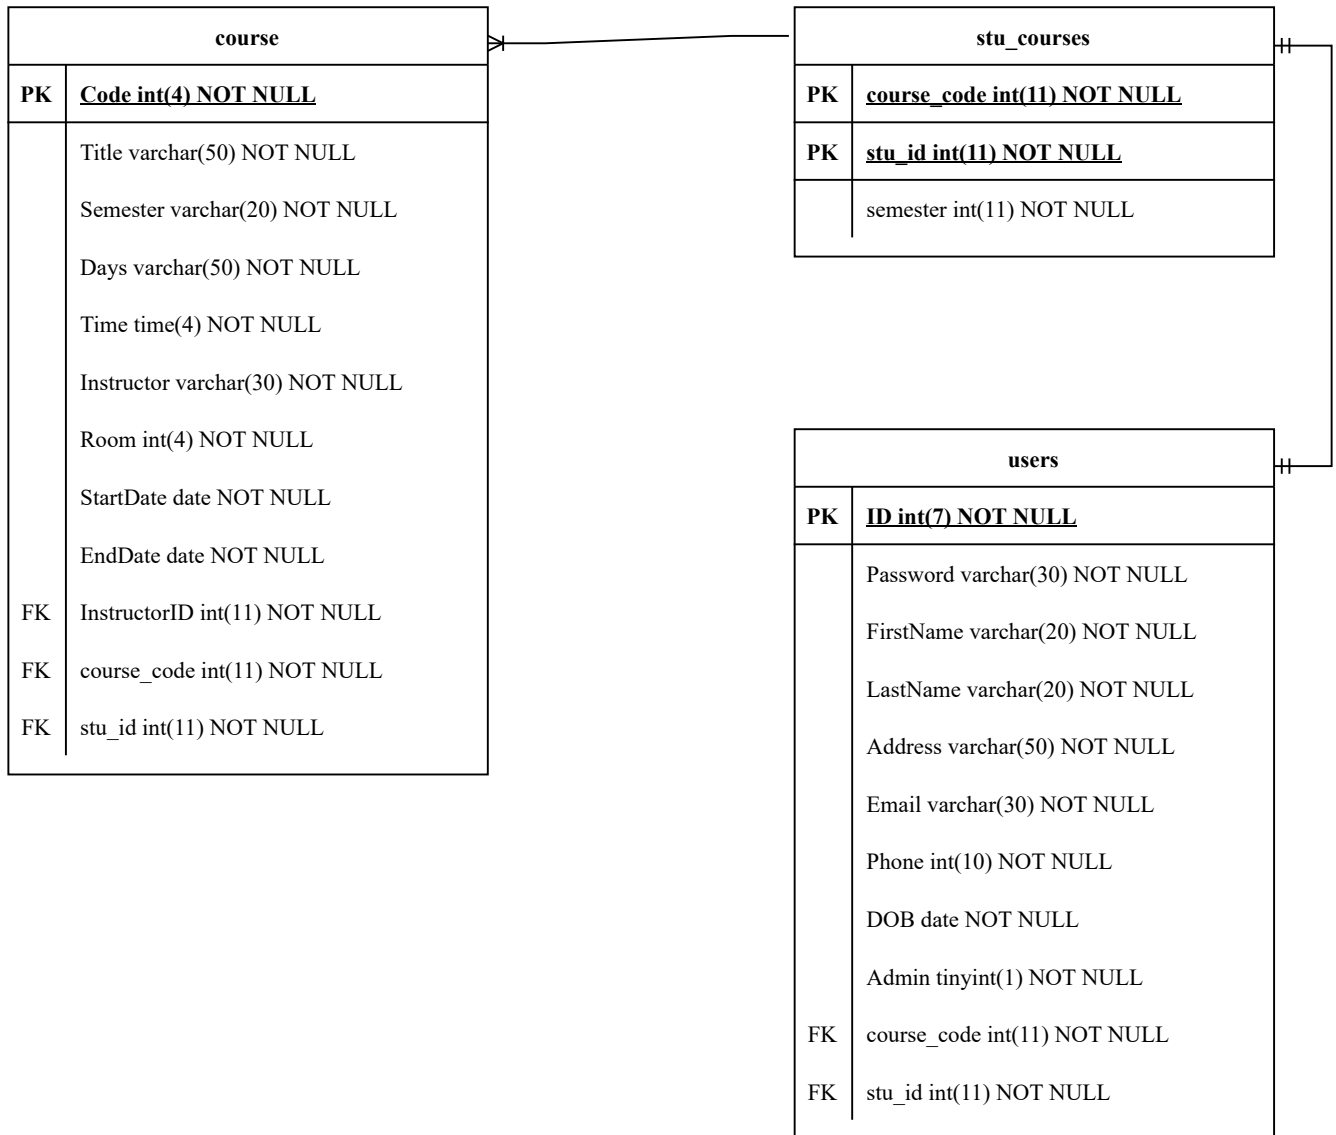 course
PK Code int(4) NOT NULL
Title varchar(50) NOT NULL
Semester varchar(20) NOT NULL
Days varchar(50) NOT NULL
Time time(4) NOT NULL
Instructor varchar(30) NOT NULL
Room int(4) NOT NULL
StartDate date NOT NULL
EndDate date NOT NULL
FK InstructorID int(11) NOT NULL
FK course_code int(11) NOT NULL
FK stu_id int(11) NOT NULL
stu_courses
PK course_code int(11) NOT NULL
PK stu_id int(11) NOT NULL
semester int(11) NOT NULL
users
PK ID int(7) NOT NULL
Password varchar(30) NOT NULL
FirstName varchar(20) NOT NULL
LastName varchar(20) NOT NULL
Address varchar(50) NOT NULL
Email varchar(30) NOT NULL
Phone int(10) NOT NULL
DOB date NOT NULL
Admin tinyint(1) NOT NULL
FK course_code int(11) NOT NULL
FK stu_id int(11) NOT NULL